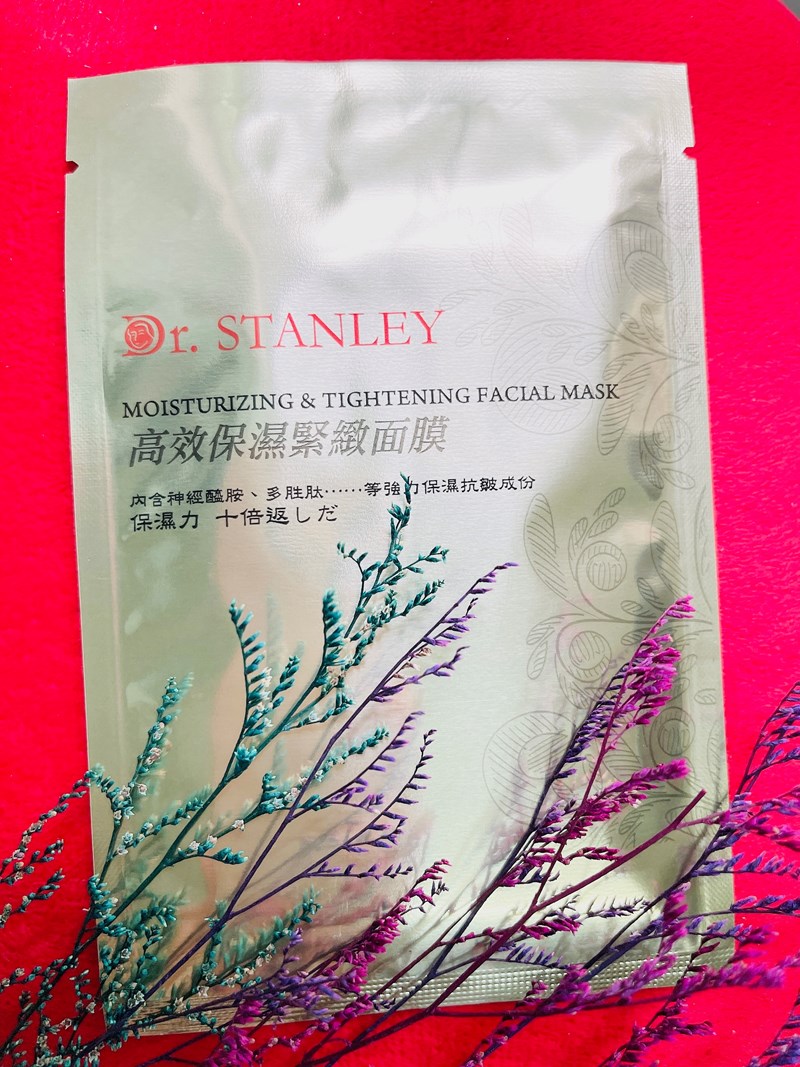 Dr. STANLEY
MOISTURIZING & TIGHTENING FACIAL MASK
高效保濕緊緻面膜
內含神經醯胺、多胜肽⋯⋯等強力保濕抗皺成份
保濕力 十倍返しだ